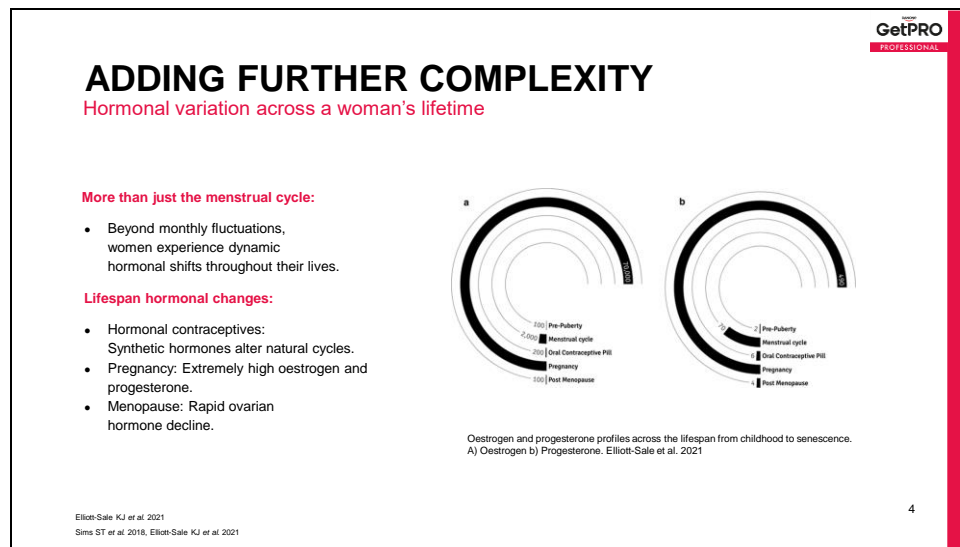 DANONE
GetPRO
PROFESSIONAL
ADDING FURTHER COMPLEXITY
Hormonal variation across a woman's lifetime
More than just the menstrual cycle:
● Beyond monthly fluctuations,
women experience dynamic
hormonal shifts throughout their lives.
Lifespan hormonal changes:
● Hormonal contraceptives:
Synthetic hormones alter natural cycles.
● Pregnancy: Extremely high oestrogen and
progesterone.
● Menopause: Rapid ovarian
hormone decline.
a
70,000
100 Pre-Puberty
2,000 Menstrual cycle
200 Oral Contraceptive Pill
Pregnancy
100 Post Menopause
b
490
2 Pre-Puberty
70 Menstrual cycle
6 Oral Contraceptive Pill
Pregnancy
4 Post Menopause
Oestrogen and progesterone profiles across the lifespan from childhood to senescence.
A) Oestrogen b) Progesterone. Elliott-Sale et al. 2021
4
Elliott-Sale KJ et al. 2021
Sims ST et al. 2018, Elliott-Sale KJ et al. 2021